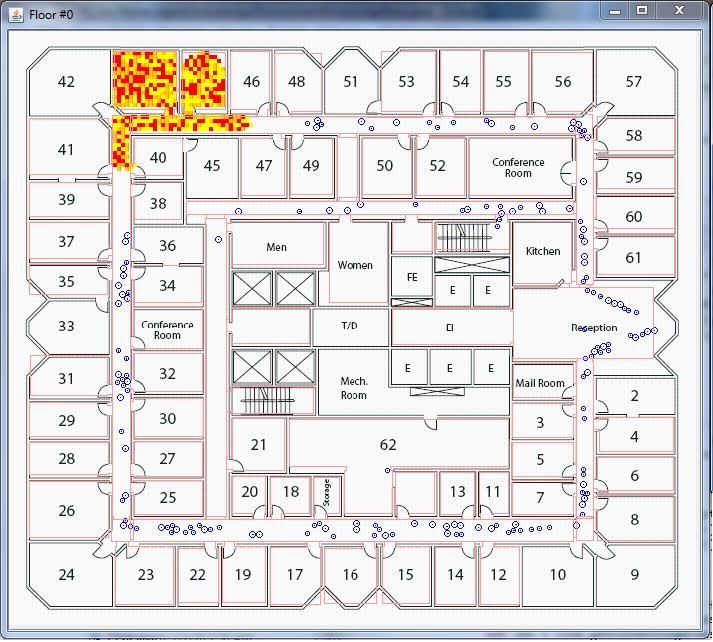 Floor #0
42
46
48
51
53
54
55
56
57
58
41
40
45
47
49
50
52
Conference
Room
59
39
38
60
37
36
Men
Women
Kitchen
61
35
34
FE
E
E
33
Conference
Room
T/D
EI
Reception
31
32
Mech.
Room
E
E
E
Mail Room
2
29
30
3
4
21
62
28
27
5
6
26
25
20
18
Storage
13
11
7
8
24
23
22
19
17
16
15
14
12
10
9